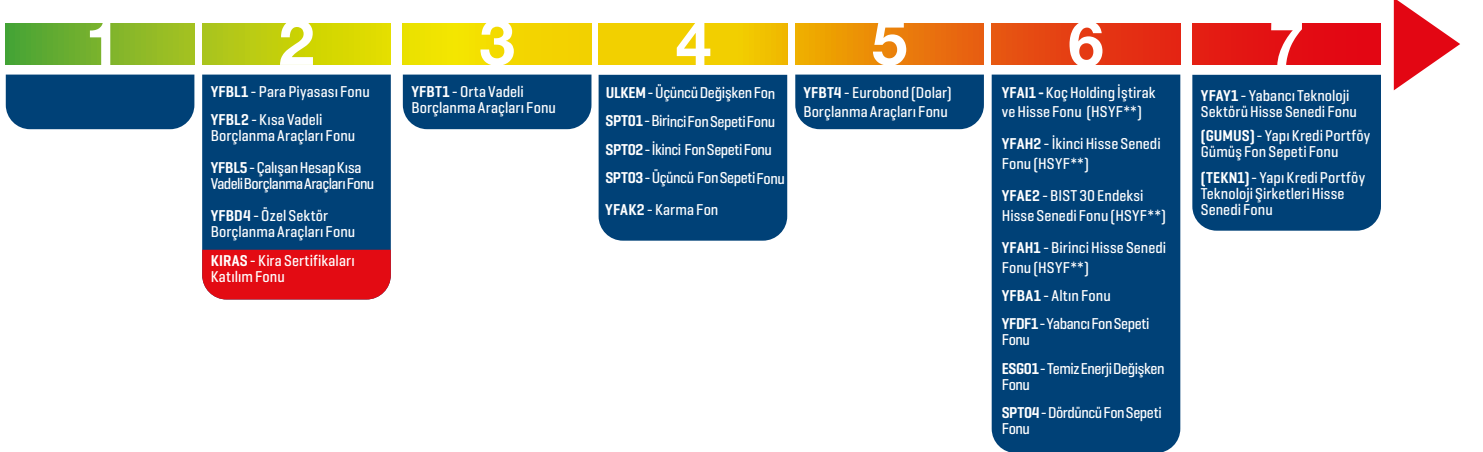 1
2
YFBL1 - Para Piyasası Fonu
YFBL2 - Kısa Vadeli
Borçlanma Araçları Fonu
YFBL5 - Çalışan Hesap Kısa
Vadeli Borçlanma Araçları Fonu
YFBD4 - Özel Sektör
Borçlanma Araçları Fonu
KIRAS - Kira Sertifikaları
Katılım Fonu
3
YFBT1 - Orta Vadeli
Borçlanma Araçları Fonu
4
ULKEM - Üçüncü Değişken Fon
SPT01 - Birinci Fon Sepeti Fonu
SPT02 - İkinci Fon Sepeti Fonu
SPT03 - Üçüncü Fon Sepeti Fonu
YFAK2 - Karma Fon
5
YFBT4 - Eurobond (Dolar)
Borçlanma Araçları Fonu
6
YFAI1 - Koç Holding İştirak
ve Hisse Fonu (HSYF**)
YFAH2 - İkinci Hisse Senedi
Fonu (HSYF**)
YFAE2 - BIST 30 Endeksi
Hisse Senedi Fonu (HSYF**)
YFAH1 - Birinci Hisse Senedi
Fonu (HSYF**)
YFBA1 - Altın Fonu
YFDF1 - Yabancı Fon Sepeti
Fonu
ESG01 - Temiz Enerji Değişken
Fonu
SPT04 - Dördüncü Fon Sepeti
Fonu
7
YFAY1 - Yabancı Teknoloji
Sektörü Hisse Senedi Fonu
(GUMUS) - Yapı Kredi Portföy
Gümüş Fon Sepeti Fonu
(TEKN1) - Yapı Kredi Portföy
Teknoloji Şirketleri Hisse
Senedi Fonu